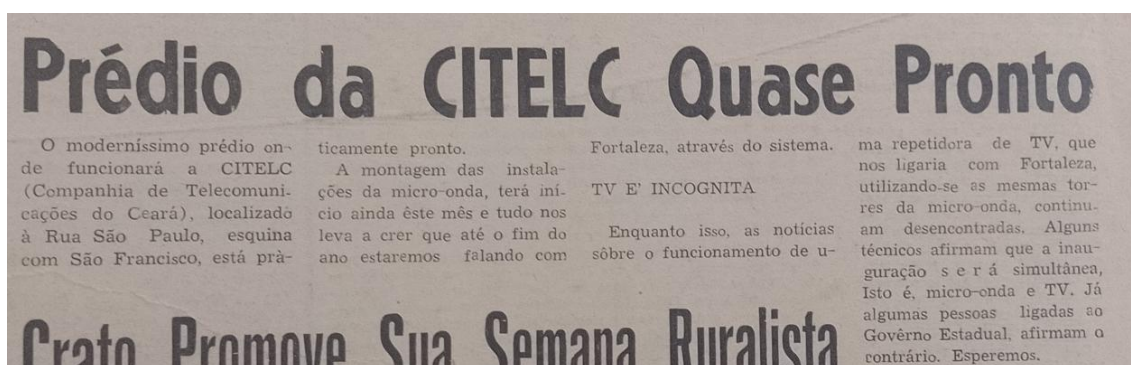 Prédio da CITELC Quase Pronto
O moderníssimo prédio on-
de funcionará a CITELC
(Companhia de Telecomuni-
cações do Ceará), localizado
à Rua São Paulo, esquina
com São Francisco, está prà-
ticamente pronto.
A montagem das instala-
ções da micro-onda, terá iní-
cio ainda êste mês e tudo nos
leva a crer que até o fim do
ano estaremos falando com
Fortaleza, através do sistema.
TV E' INCOGNITA
Enquanto isso, as notícias
sôbre o funcionamento de u-
ma repetidora de TV, que
nos ligaria com Fortaleza,
utilizando-se as mesmas tor-
res da micro-onda, continu-
am desencontradas. Alguns
técnicos afirmam que a inau-
guração será simultânea,
Isto é, micro-onda e TV. Já
algumas pessoas ligadas ao
Govêrno Estadual, afirmam o
contrário. Esperemos.
Crato Promove Sua Semana Ruralista